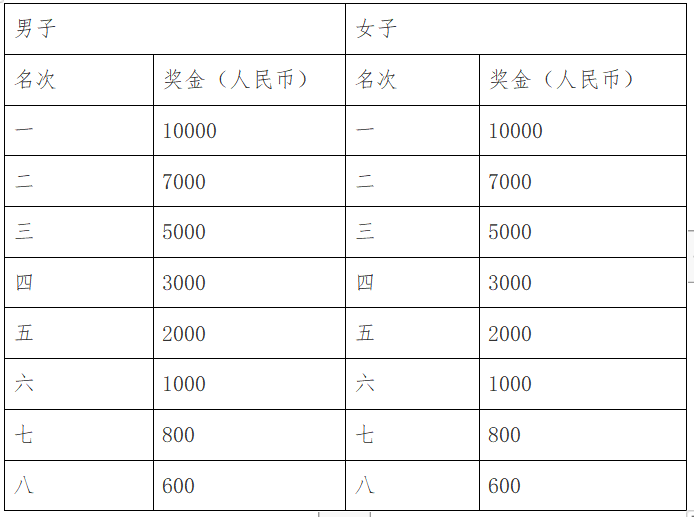 男子 女子
名次 奖金（人民币） 名次 奖金（人民币）
一 10000 一 10000
二 7000 二 7000
三 5000 三 5000
四 3000 四 3000
五 2000 五 2000
六 1000 六 1000
七 800 七 800
八 600 八 600